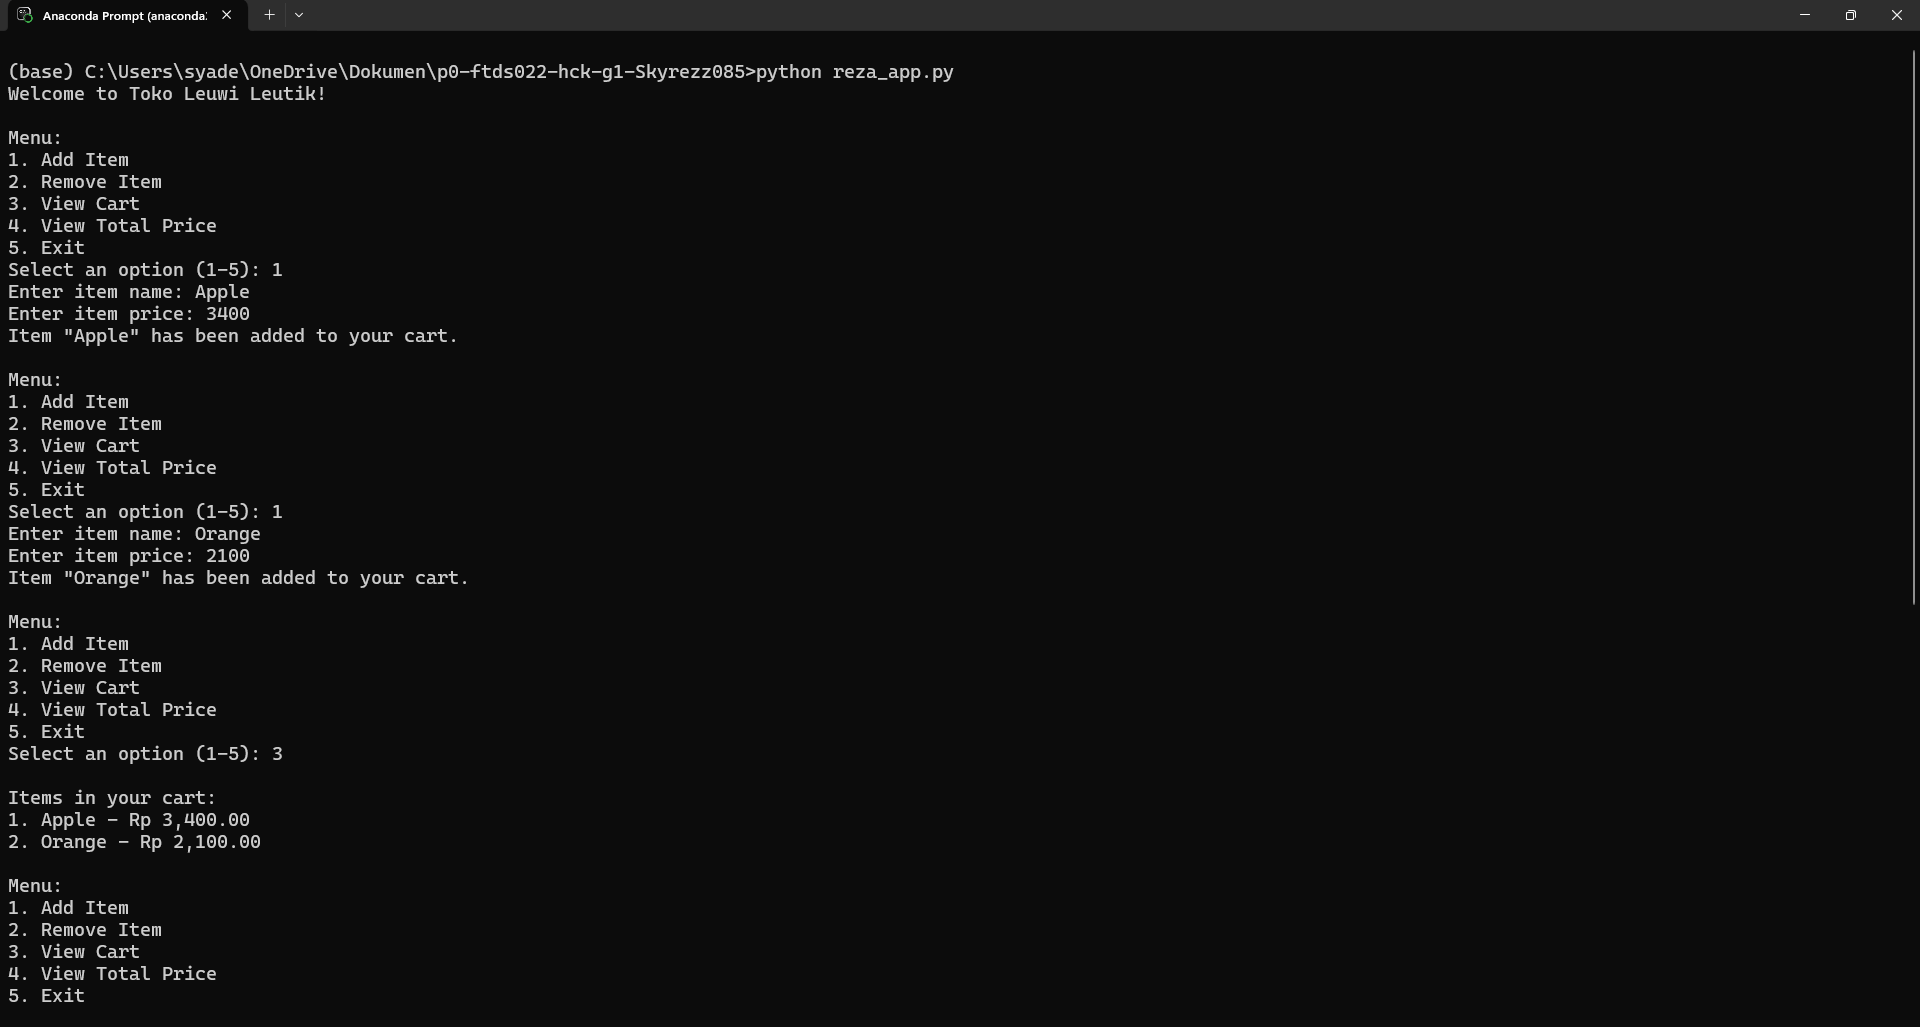 Anaconda Prompt (anaconda
(base) C:\Users\syade\OneDrive\Dokumen\p0-ftds022-hck-g1-Skyrezz085>python reza_app.py
Welcome to Toko Leuwi Leutik!
Menu:
1. Add Item
2. Remove Item
3. View Cart
4. View Total Price
5. Exit
Select an option (1-5): 1
Enter item name: Apple
Enter item price: 3400
Item "Apple" has been added to your cart.
Menu:
1. Add Item
2. Remove Item
3. View Cart
4. View Total Price
5. Exit
Select an option (1-5): 1
Enter item name: Orange
Enter item price: 2100
Item "Orange" has been added to your cart.
Menu:
1. Add Item
2. Remove Item
3. View Cart
4. View Total Price
5. Exit
Select an option (1-5): 3
Items in your cart:
1. Apple - Rp 3,400.00
2. Orange - Rp 2,100.00
Menu:
1. Add Item
2. Remove Item
3. View Cart
4. View Total Price
5. Exit